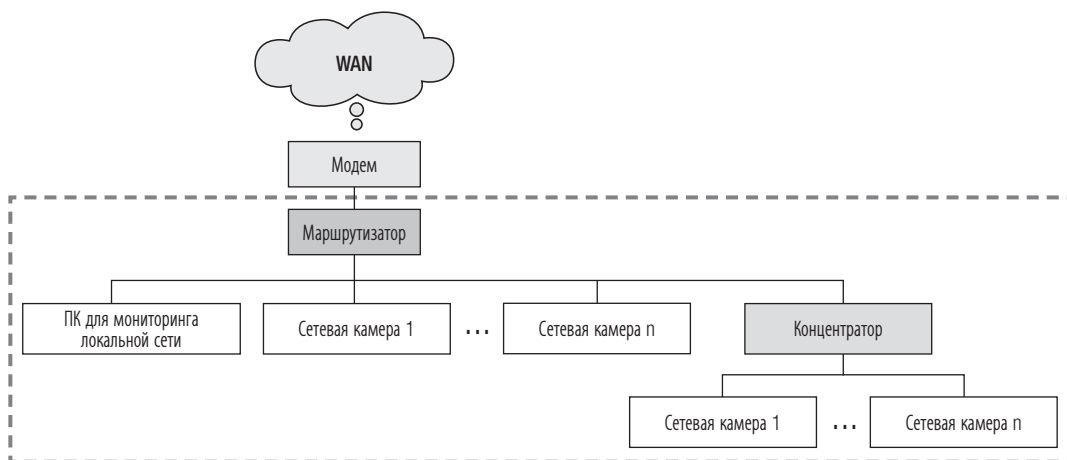 WAN
Модем
Маршрутизатор
ПК для мониторинга
локальной сети
Сетевая камера 1
...
Сетевая камера n
Концентратор
Сетевая камера 1
...
Сетевая камера n